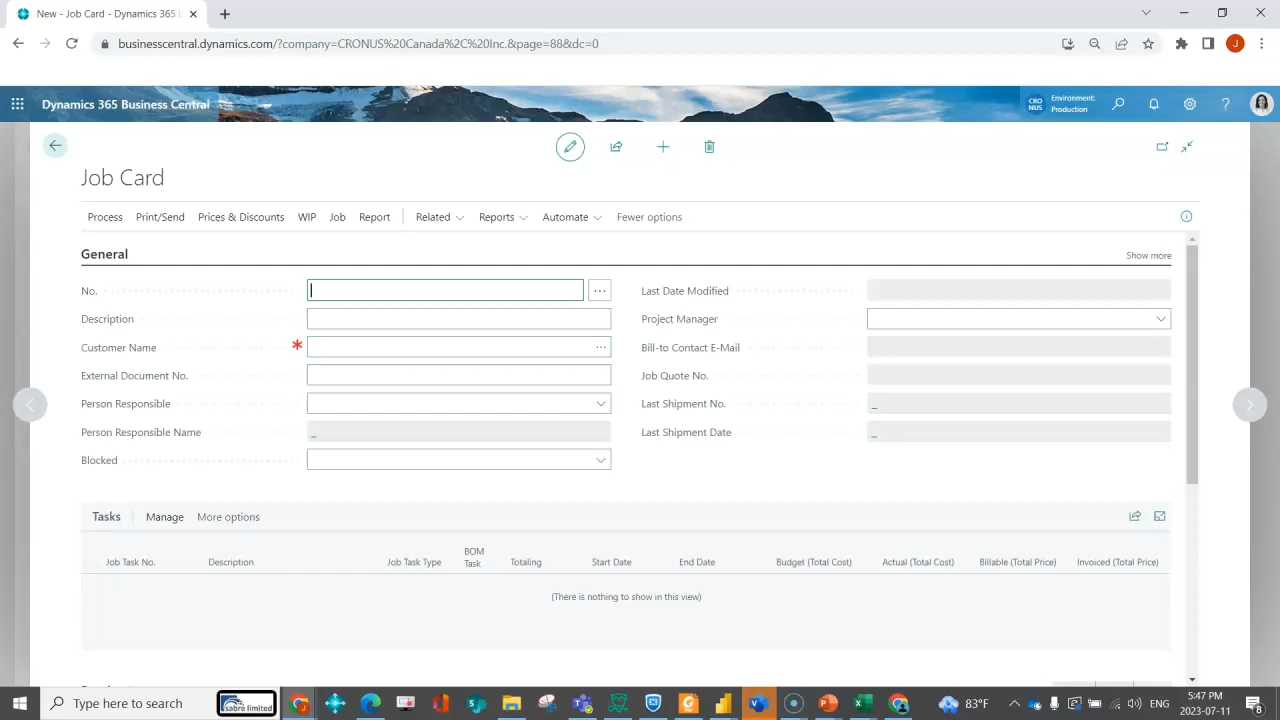 New - Job Card - Dynamics 365
businesscentral.dynamics.com/?company=CRONUS%20Canada%2C%20Inc.&page=88&dc=0
J
Dynamics 365 Business Central
CRO
NUS
Environment:
Production
Job Card
Process
Print/Send
Prices & Discounts
WIP
Job
Report
Related
Reports
Automate
Fewer options
General
Show more
No.
Last Date Modified
Description
Project Manager
Customer Name
*
Bill-to Contact E-Mail
External Document No.
Job Quote No.
Person Responsible
Last Shipment No.
_
Person Responsible Name
_
Last Shipment Date
_
Blocked
Tasks
Manage
More options
Job Task No.
Description
Job Task Type
BOM
Task
Totaling
Start Date
End Date
Budget (Total Cost)
Actual (Total Cost)
Billable (Total Price)
Invoiced (Total Price)
(There is nothing to show in this view)
Type here to search
sabre limited
83°F
ENG
5:47 PM
2023-07-11
8